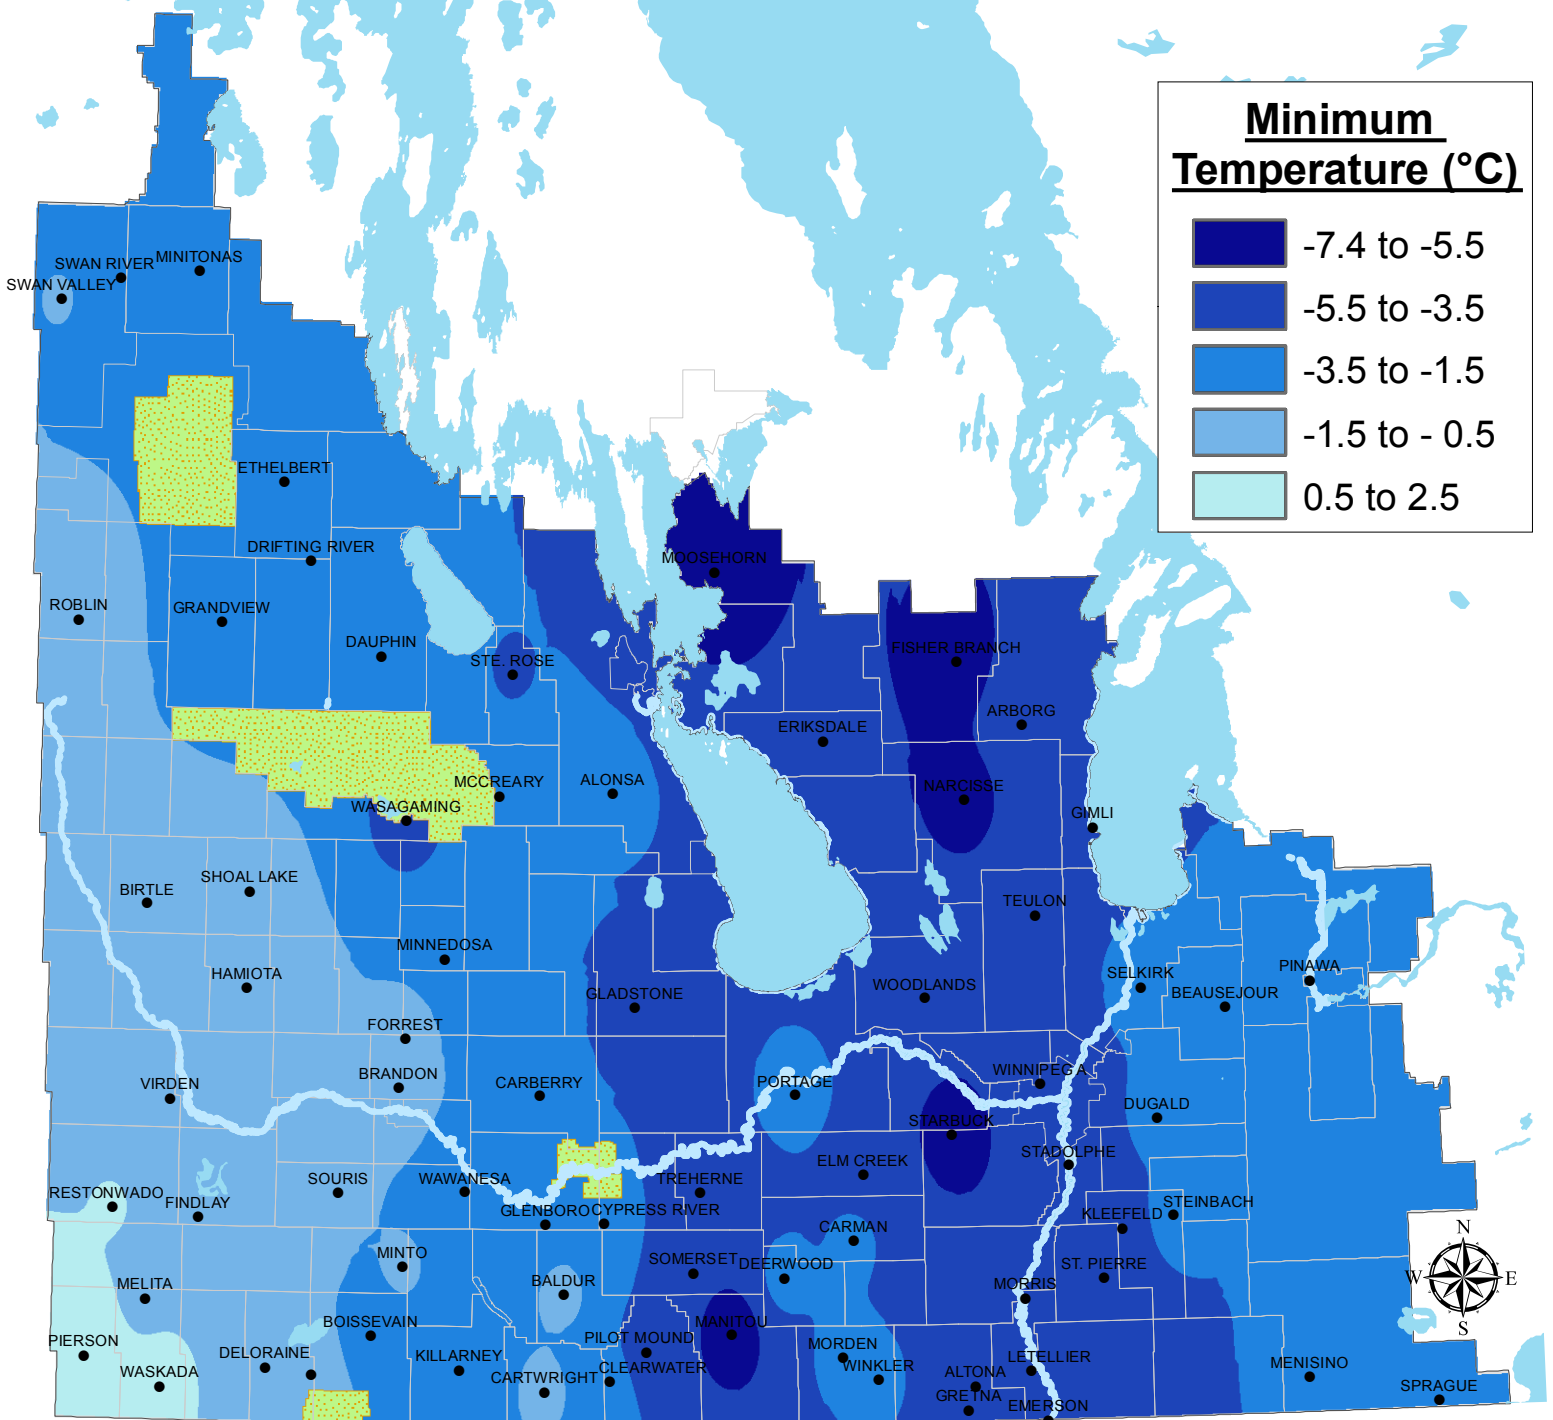 Minimum
Temperature (°C)
-7.4 to -5.5
-5.5 to -3.5
-3.5 to -1.5
-1.5 to - 0.5
0.5 to 2.5
SWAN RIVER
MINITONAS
SWAN VALLEY
ETHELBERT
DRIFTING RIVER
MOOSEHORN
ROBLIN
GRANDVIEW
DAUPHIN
STE. ROSE
FISHER BRANCH
ARBORG
ERIKSDALE
MCCREARY
ALONSA
NARCISSE
WASAGAMING
GIMLI
SHOAL LAKE
BIRTLE
TEULON
MINNEDOSA
HAMIOTA
GLADSTONE
WOODLANDS
SELKIRK
PINAWA
BEAUSEJOUR
FORREST
BRANDON
VIRDEN
CARBERRY
PORTAGE
WINNIPEG A
DUGALD
STARBUCK
STADOLPHE
ELM CREEK
SOURIS
WAWANESA
TREHERNE
RESTONWADO
FINDLAY
GLENBORO
CYPRESS RIVER
KLEEFELD
STEINBACH
CARMAN
MINTO
SOMERSET
DEERWOOD
ST. PIERRE
BALDUR
MELITA
MORRIS
N
W
E
S
BOISSEVAIN
MANITOU
PIERSON
PILOT MOUND
MORDEN
DELORAINE
KILLARNEY
LETELLIER
MENISINO
WASKADA
CARTWRIGHT
CLEARWATER
WINKLER
ALTONA
SPRAGUE
GRETNA
EMERSON